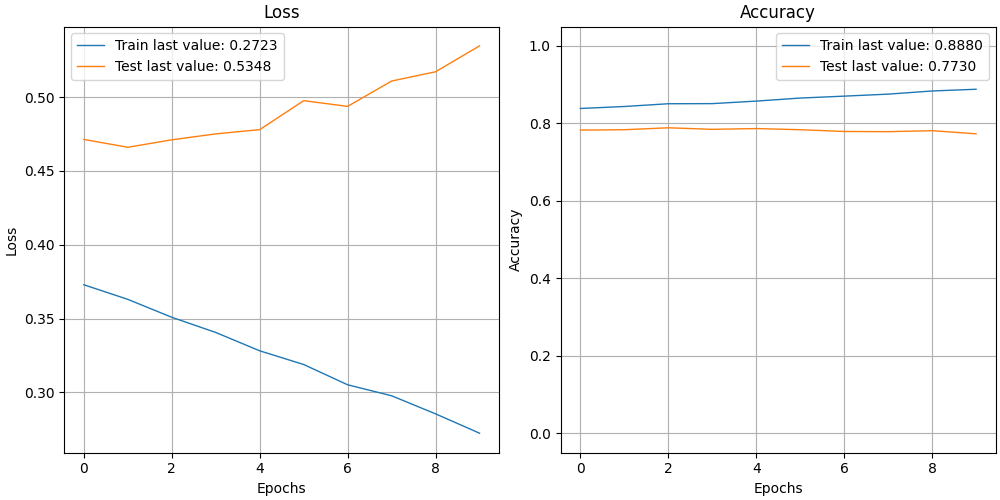 Loss
Train last value: 0.2723
Test last value: 0.5348
0.50
0.45
0.40
0.35
0.30
Loss
0
2
4
6
8
Epochs
Accuracy
Train last value: 0.8880
Test last value: 0.7730
1.0
0.8
0.6
0.4
0.2
0.0
Accuracy
0
2
4
6
8
Epochs